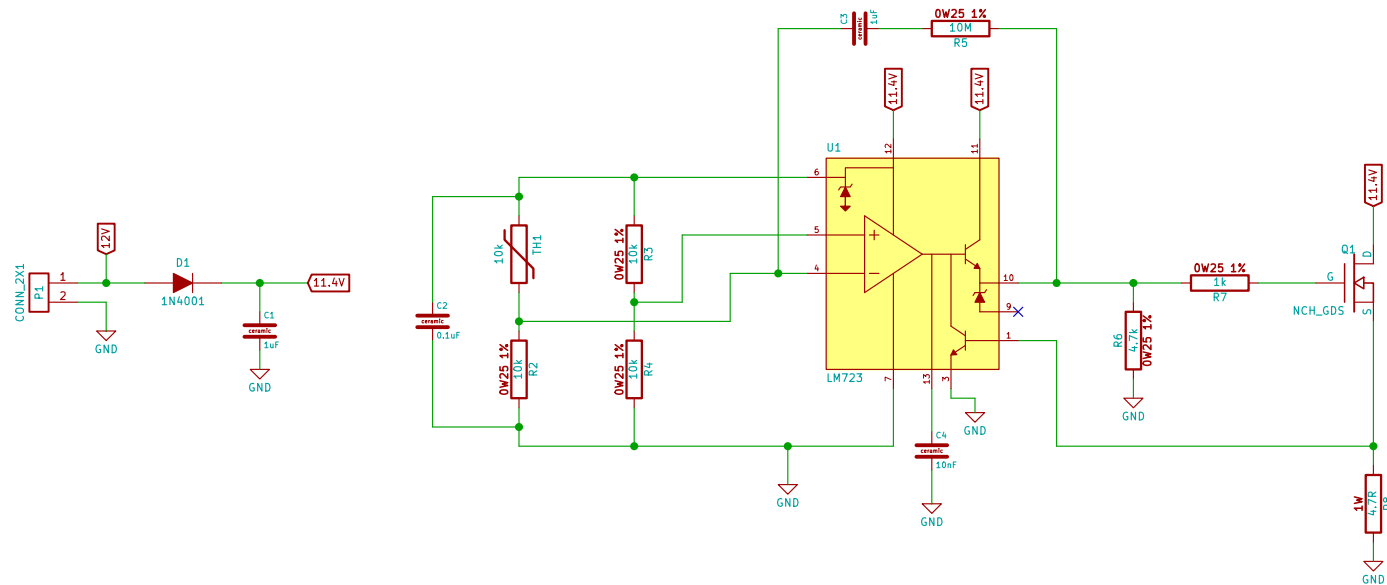 CONN_2X1
P1
1
2
12V
GND
D1
1N4001
11.4V
C1
ceramic
1uF
GND
C2
ceramic
0.1uF
10k
TH1
0W25 1%
10k
R2
0W25 1%
10k
R3
0W25 1%
10k
R4
GND
C3
ceramic
1uF
0W25 1%
10M
R5
11.4V
11.4V
U1
12
11
6
5
4
10
9
1
7
13
3
LM723
GND
C4
ceramic
10nF
GND
R6
4.7k
0W25 1%
GND
0W25 1%
1k
R7
11.4V
Q1
D
G
S
NCH_GDS
1W
4.7R
GND